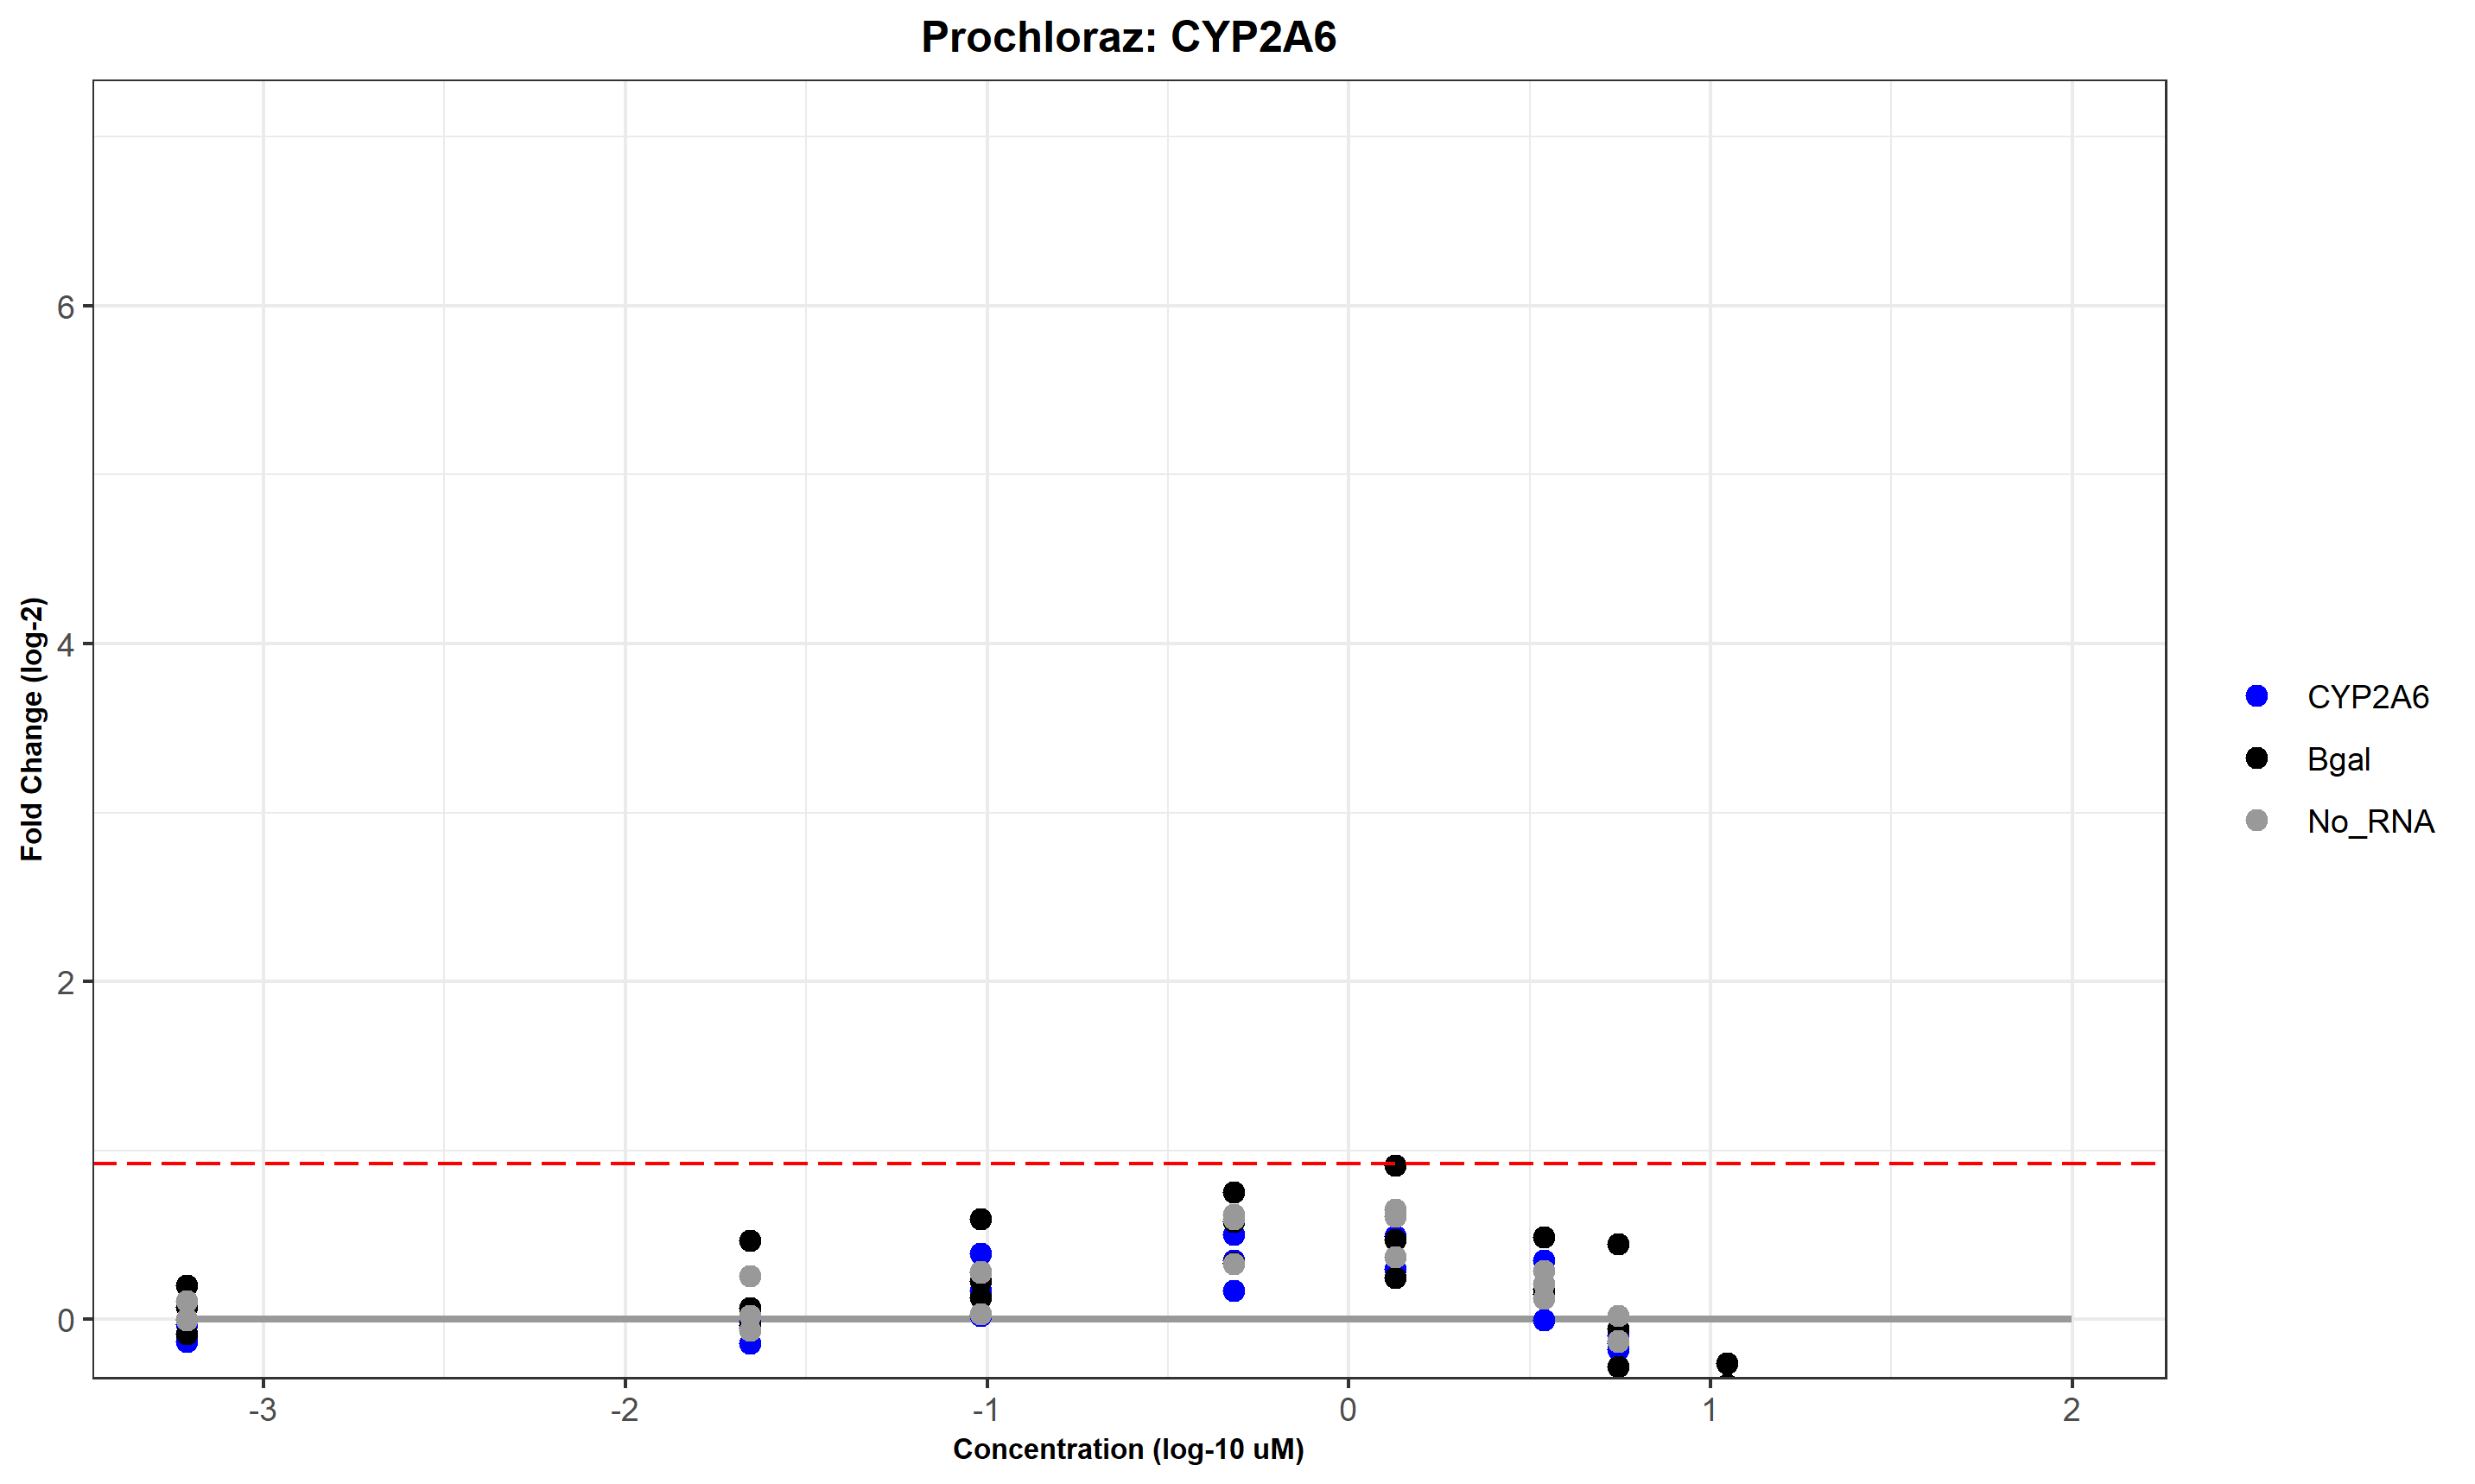 Prochloraz: CYP2A6
Fold Change (log-2)
6
4
2
0
-3
-2
-1
0
1
2
Concentration (log-10 uM)
CYP2A6
Bgal
No_RNA